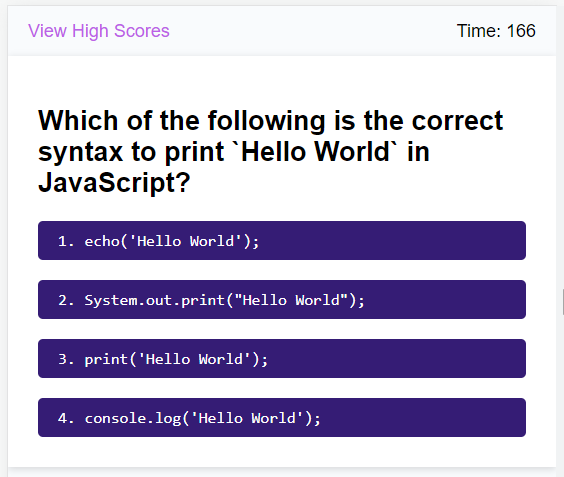 View High Scores
Time: 166
Which of the following is the correct
syntax to print `Hello World` in
JavaScript?
1. echo('Hello World');
2. System.out.print("Hello World");
3. print('Hello World');
4. console.log('Hello World');